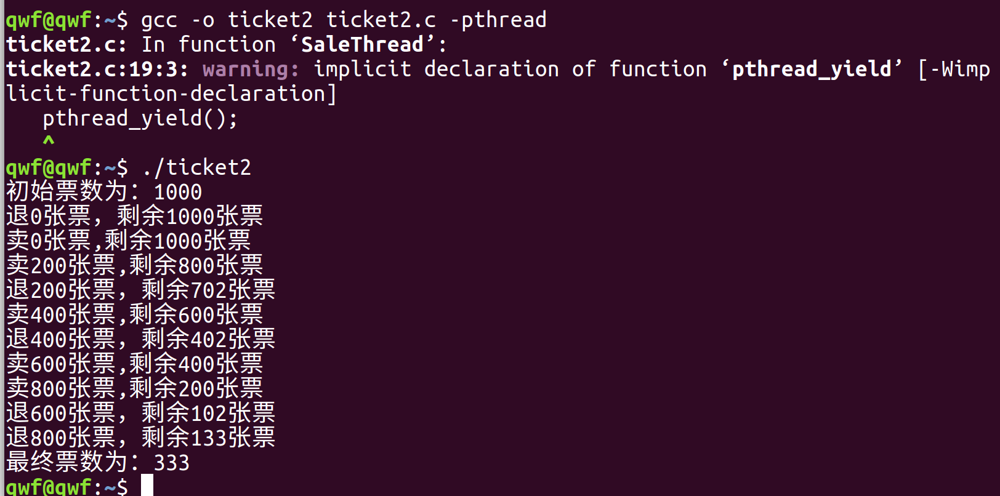 qwf@qwf:~$ gcc -o ticket2 ticket2.c -pthread
ticket2.c: In function ‘SaleThread’:
ticket2.c:19:3: warning: implicit declaration of function ‘pthread_yield’ [-Wimp
licit-function-declaration]
pthread_yield();
^
qwf@qwf:~$ ./ticket2
初始票数为：1000
退0张票，剩余1000张票
卖0张票,剩余1000张票
卖200张票,剩余800张票
退200张票，剩余702张票
卖400张票,剩余600张票
退400张票，剩余402张票
卖600张票,剩余400张票
卖800张票,剩余200张票
退600张票，剩余102张票
退800张票，剩余133张票
最终票数为：333
qwf@qwf:~$